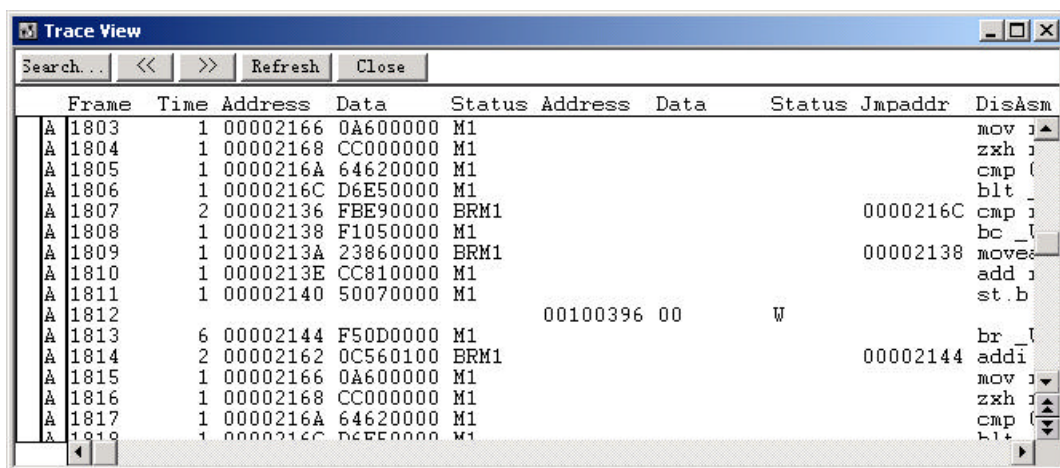 Trace View
Search... << >> Refresh Close
Frame Time Address Data Status Address Data Status Jmpaddr DisAsm
A 1803 1 00002166 0A600000 M1 mov
A 1804 1 00002168 CC000000 M1 zxh
A 1805 1 0000216A 64620000 M1 cmp
A 1806 1 0000216C D6E50000 M1 blt _
A 1807 2 00002136 FBE90000 BRM1 0000216C cmp
A 1808 1 00002138 F1050000 M1 bc
A 1809 1 0000213A 23860000 BRM1 00002138 movea
A 1810 1 0000213E CC810000 M1 add
A 1811 1 00002140 50070000 M1 st.b
A 1812 00100396 00 W
A 1813 6 00002144 F50D0000 M1 br
A 1814 2 00002162 0C560100 BRM1 00002144 addi
A 1815 1 00002166 0A600000 M1 mov
A 1816 1 00002168 CC000000 M1 zxh
A 1817 1 0000216A 64620000 M1 cmp